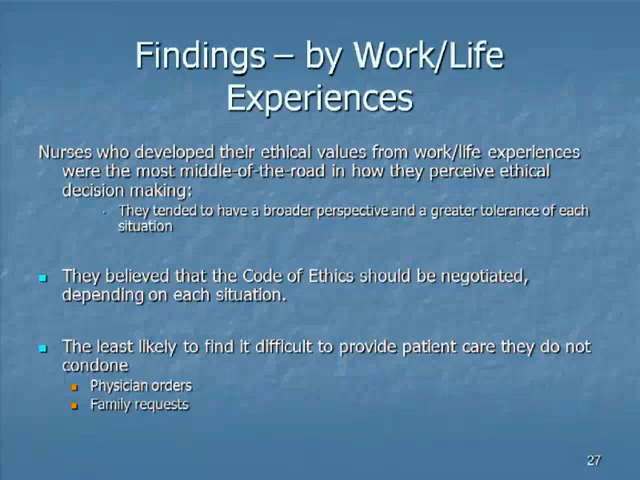 Findings – by Work/Life
Experiences
Nurses who developed their ethical values from work/life experiences
were the most middle-of-the-road in how they perceive ethical
decision making:
They tended to have a broader perspective and a greater tolerance of each
situation
They believed that the Code of Ethics should be negotiated,
depending on each situation.
The least likely to find it difficult to provide patient care they do not
condone
Physician orders
Family requests
27